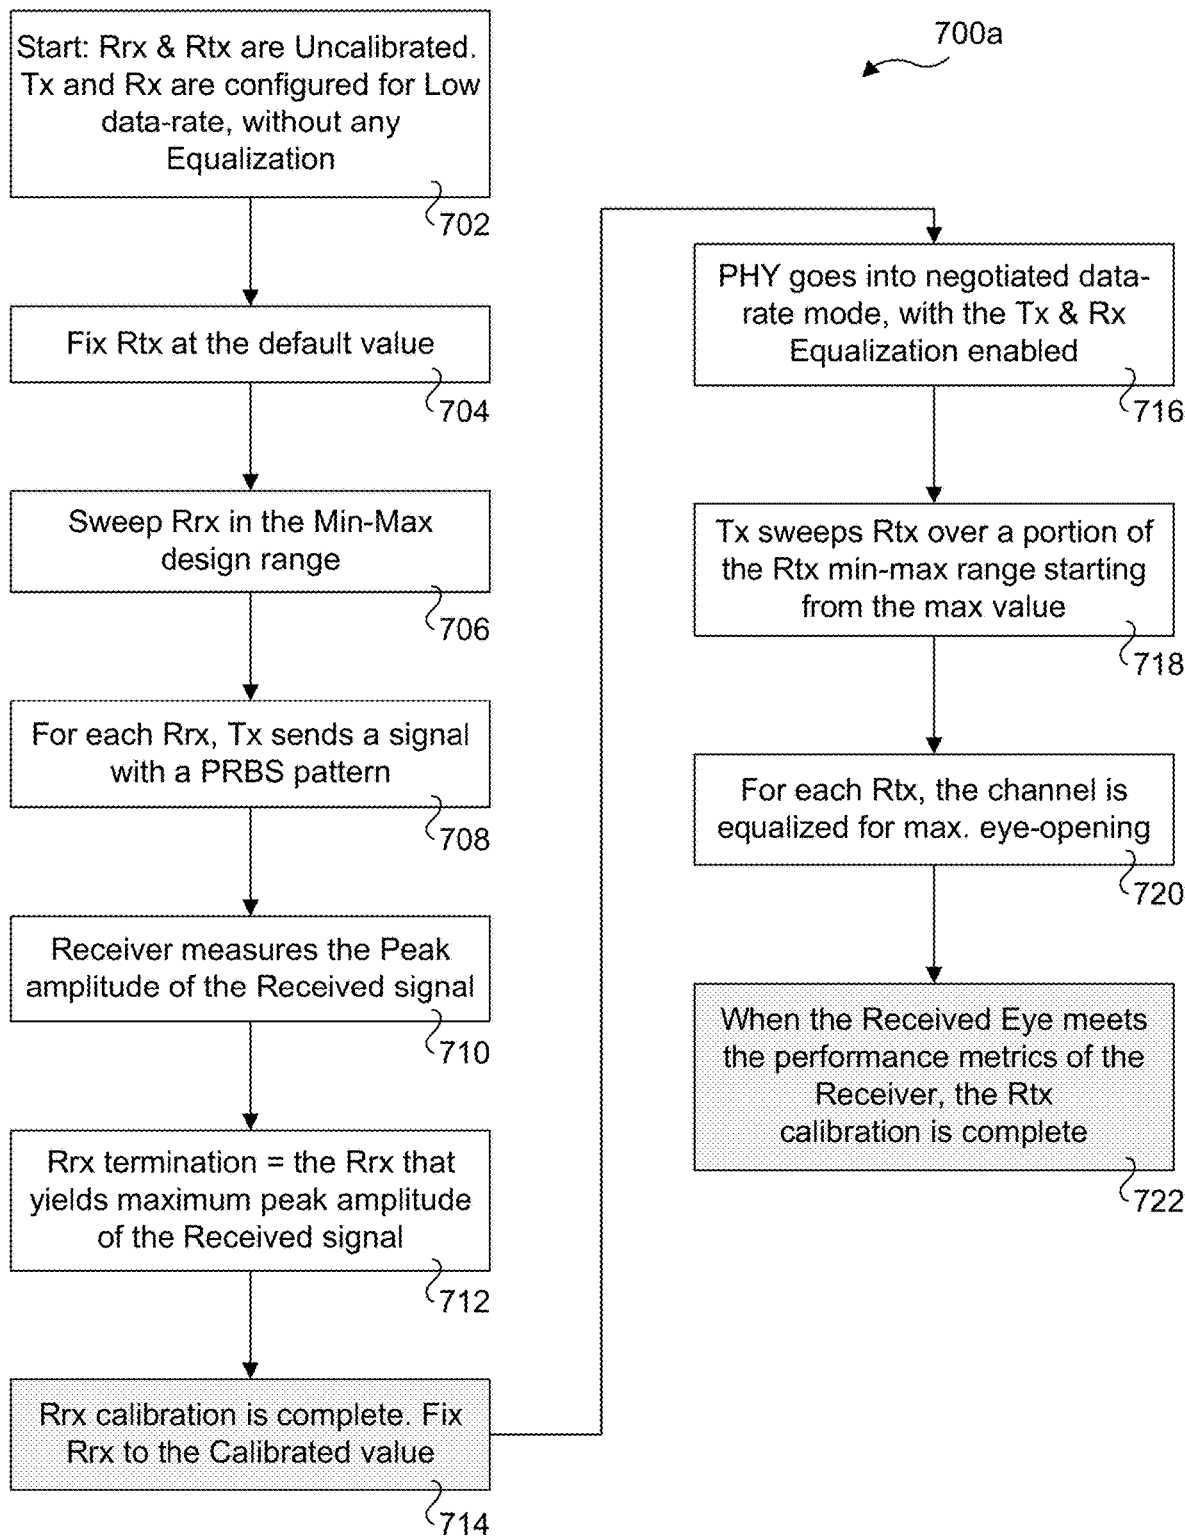 700a
Start: Rrx & Rtx are Uncalibrated.
Tx and Rx are configured for Low
data-rate, without any
Equalization
702
Fix Rtx at the default value
704
Sweep Rrx in the Min-Max
design range
706
For each Rrx, Tx sends a signal
with a PRBS pattern
708
Receiver measures the Peak
amplitude of the Received signal
710
Rrx termination = the Rrx that
yields maximum peak amplitude
of the Received signal
712
Rrx calibration is complete. Fix
Rrx to the Calibrated value
714
PHY goes into negotiated data-
rate mode, with the Tx & Rx
Equalization enabled
716
Tx sweeps Rtx over a portion of
the Rtx min-max range starting
from the max value
718
For each Rtx, the channel is
equalized for max. eye-opening
720
When the Received Eye meets
the performance metrics of the
Receiver, the Rtx
calibration is complete
722